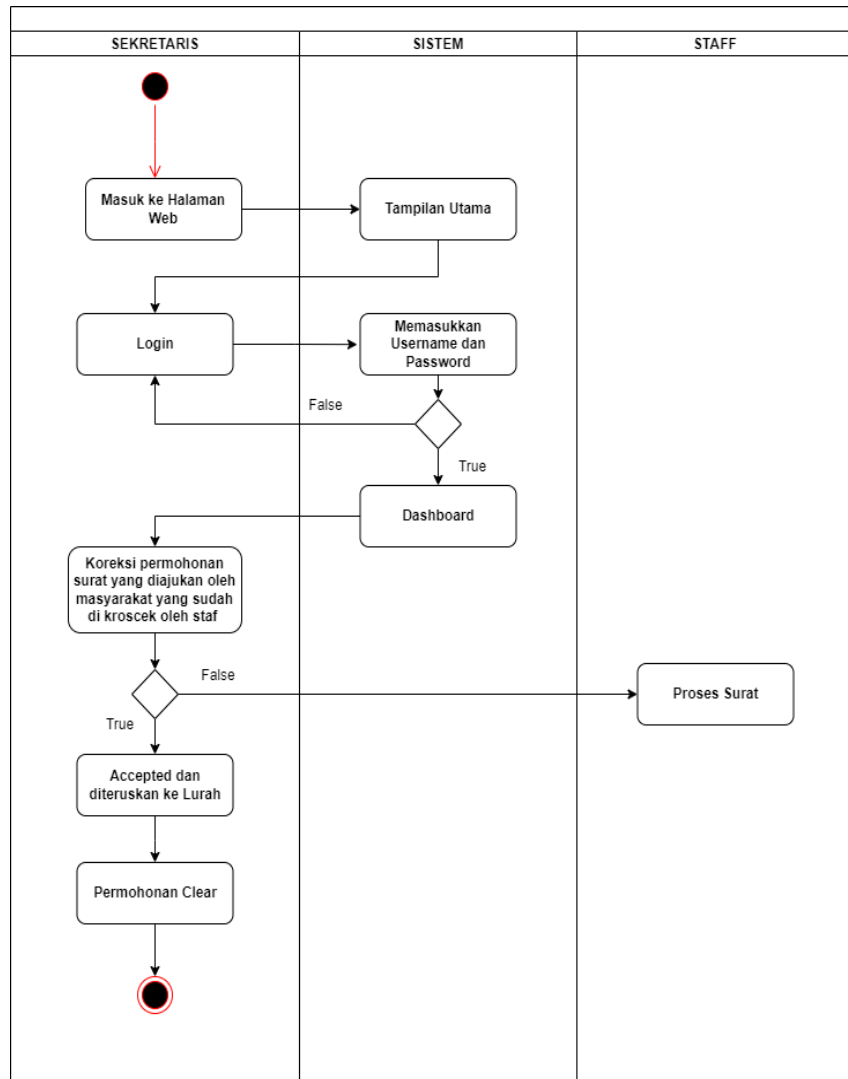 SEKRETARIS
SISTEM
STAFF
Masuk ke Halaman
Web
Tampilan Utama
Login
Memasukkan
Username dan
Password
False
True
Dashboard
Koreksi permohonan
surat yang diajukan oleh
masyarakat yang sudah
di kroscek oleh staf
False
Proses Surat
True
Accepted dan
diteruskan ke Lurah
Permohonan Clear